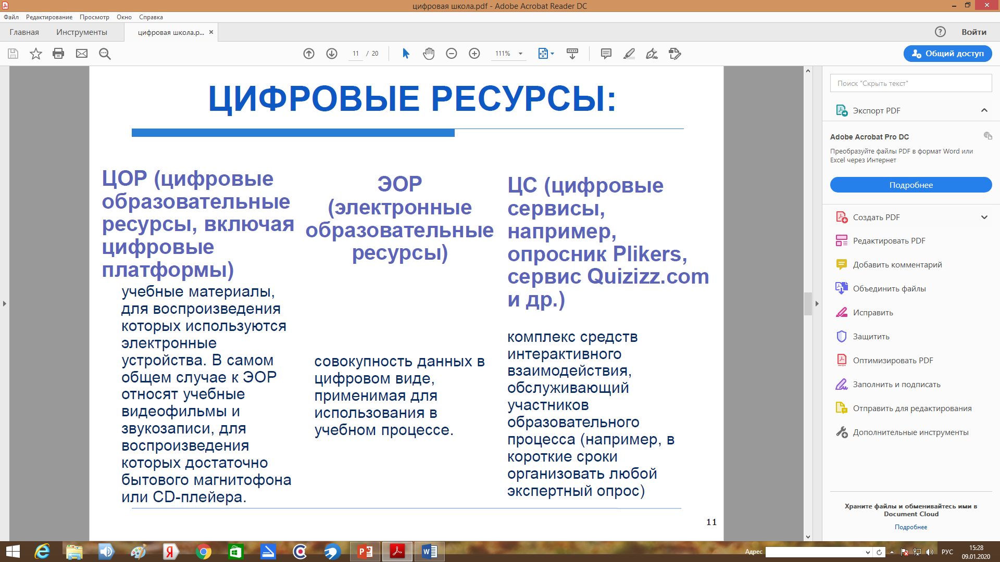 цифровая школа.pdf - Adobe Acrobat Reader DC
Файл Редактирование Просмотр Окно Справка
Главная Инструменты цифровая школа.p... × Войти
11 / 20 111% Общий доступ
ЦИФРОВЫЕ РЕСУРСЫ:
ЦОР (цифровые
образовательные
ресурсы, включая
цифровые
платформы)
учебные материалы,
для воспроизведения
которых используются
электронные
устройства. В самом
общем случае к ЭОР
относят учебные
видеофильмы и
звукозаписи, для
воспроизведения
которых достаточно
бытового магнитофона
или CD-плейера.
ЭОР
(электронные
образовательные
ресурсы)
совокупность данных в
цифровом виде,
применимая для
использования в
учебном процессе.
ЦС (цифровые
сервисы,
например,
опросник Plikers,
сервис Quizizz.com
и др.)
комплекс средств
интерактивного
взаимодействия,
обслуживающий
участников
образовательного
процесса (например, в
короткие сроки
организовать любой
экспертный опрос)
11
Поиск "Скрыть текст"
Экспорт PDF
Adobe Acrobat Pro DC
Преобразуйте файлы PDF в формат Word или
Excel через Интернет
Подробнее
Создать PDF
Редактировать PDF
Добавить комментарий
Объединить файлы
Исправить
Защитить
Оптимизировать PDF
Заполнить и подписать
Отправить для редактирования
Дополнительные инструменты
Храните файлы и обменивайтесь ими в
Document Cloud
Подробнее
Адрес РУС 15:28
09.01.2020